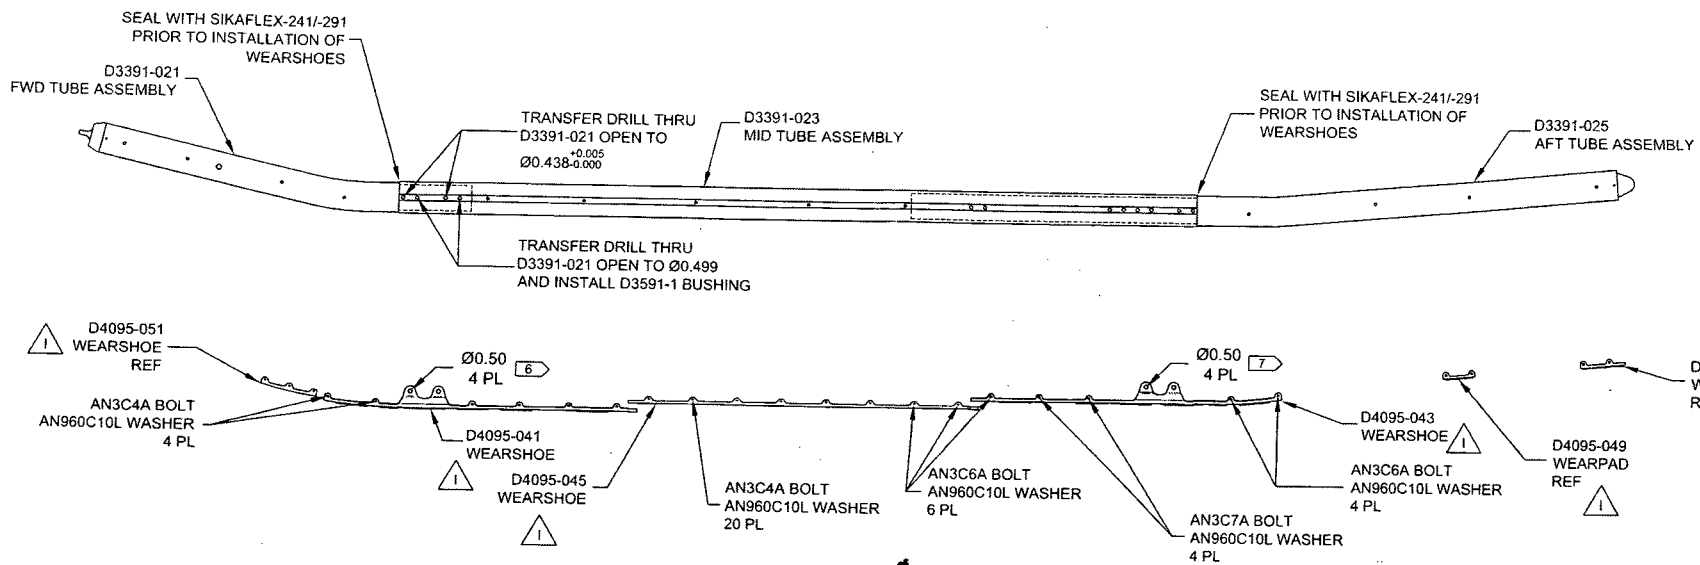 SEAL WITH SIKAFLEX-241/-291
PRIOR TO INSTALLATION OF
WEARSHOES
D3391-021
FWD TUBE ASSEMBLY
TRANSFER DRILL THRU
D3391-021 OPEN TO
Ø0.438 +0.005 -0.000
D3391-023
MID TUBE ASSEMBLY
SEAL WITH SIKAFLEX-241/-291
PRIOR TO INSTALLATION OF
WEARSHOES
D3391-025
AFT TUBE ASSEMBLY
TRANSFER DRILL THRU
D3391-021 OPEN TO Ø0.499
AND INSTALL D3591-1 BUSHING
I
D4095-051
WEARSHOE
REF
Ø0.50
4 PL
6
Ø0.50
4 PL
7
AN3C4A BOLT
AN960C10L WASHER
4 PL
D4095-041
WEARSHOE
I
D4095-045
WEARSHOE
I
AN3C4A BOLT
AN960C10L WASHER
20 PL
AN3C6A BOLT
AN960C10L WASHER
6 PL
AN3C7A BOLT
AN960C10L WASHER
4 PL
D4095-043
WEARSHOE
I
AN3C6A BOLT
AN960C10L WASHER
4 PL
D4095-049
WEARPAD
REF
I
D
W
R